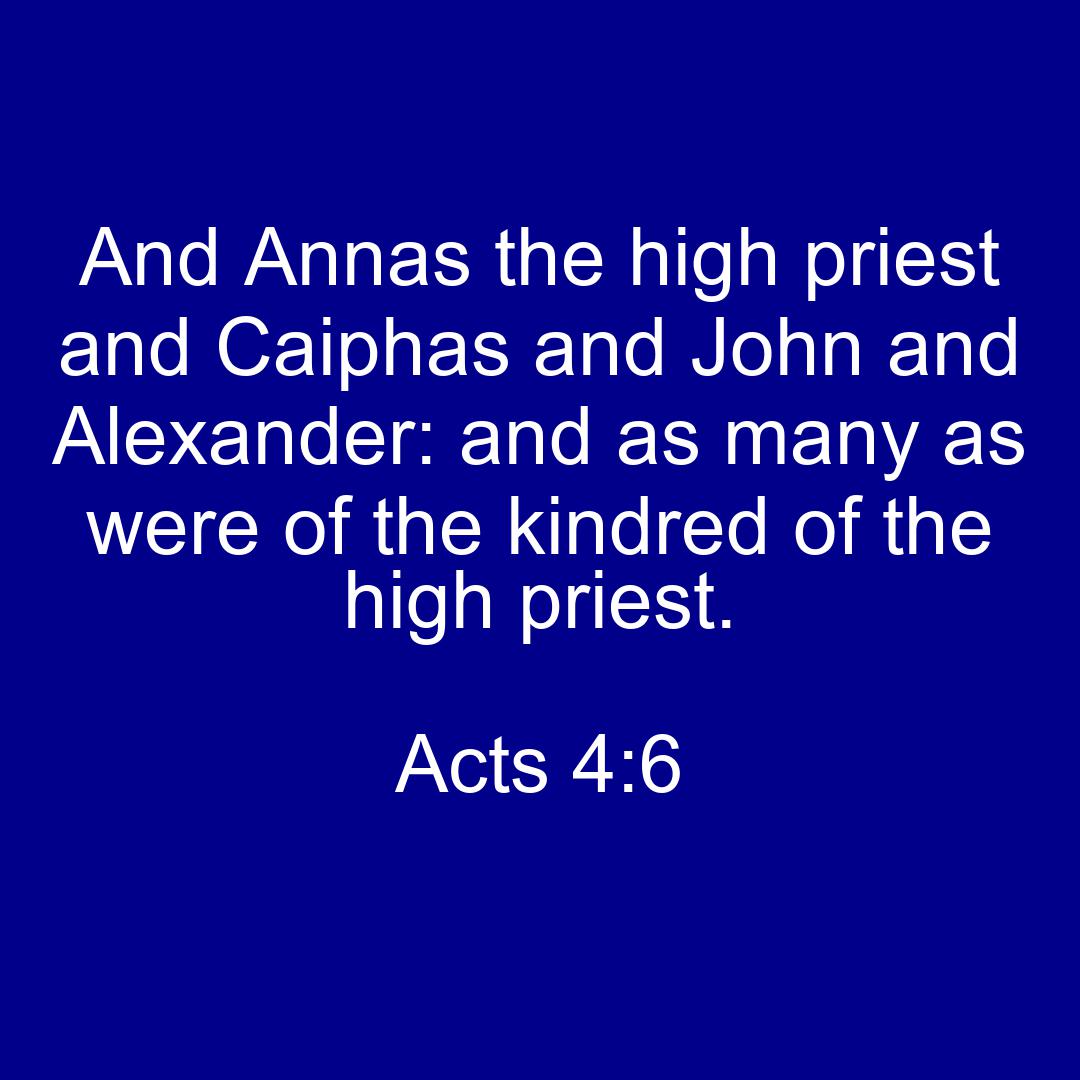 And Annas the high priest
and Caiphas and John and
Alexander: and as many as
were of the kindred of the
high priest.
Acts 4:6